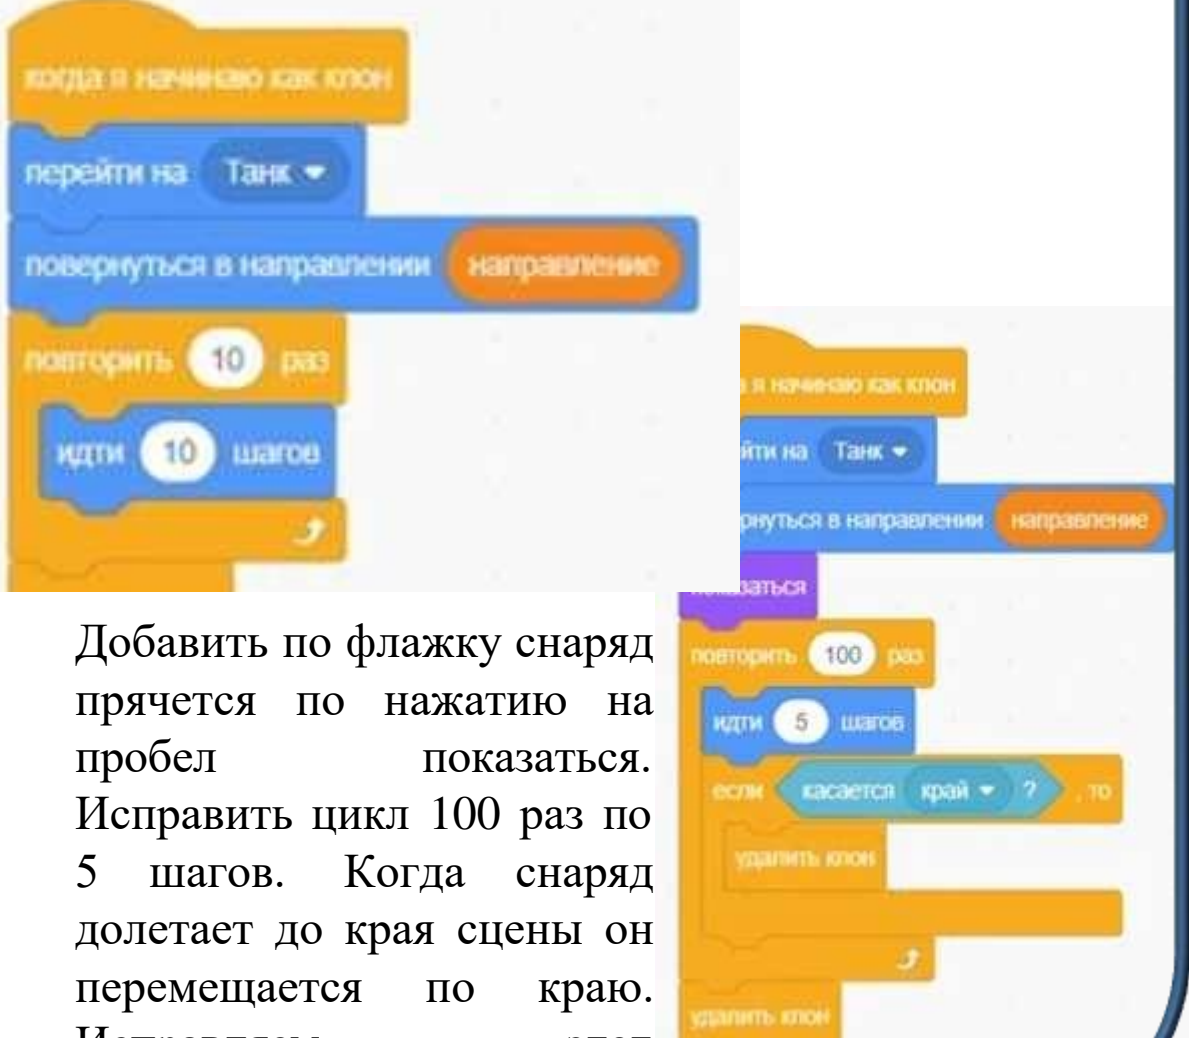 когда я начинаю как клон
перейти на Танк
повернуться в направлении направление
повторить 10 раз
идти 10 шагов
я начинаю как клон
йти на Танк
рнуться в направлении направление
заться
повторить 100 раз
идти 5 шагов
если касается край ? , то
удалить клон
удалить клон
Добавить по флажку снаряд
прячется по нажатию на
пробел показаться.
Исправить цикл 100 раз по
5 шагов. Когда снаряд
долетает до края сцены он
перемещается по краю.